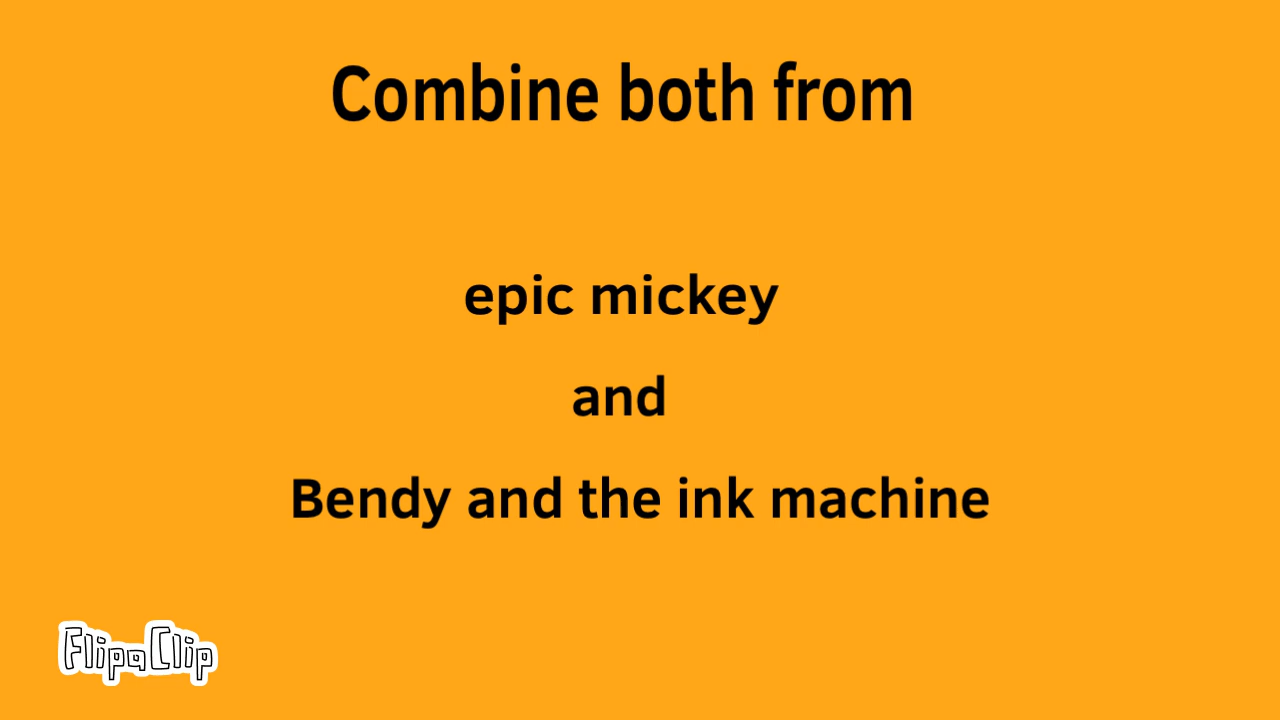 Combine both from
epic mickey
and
Bendy and the ink machine
FlipaClip